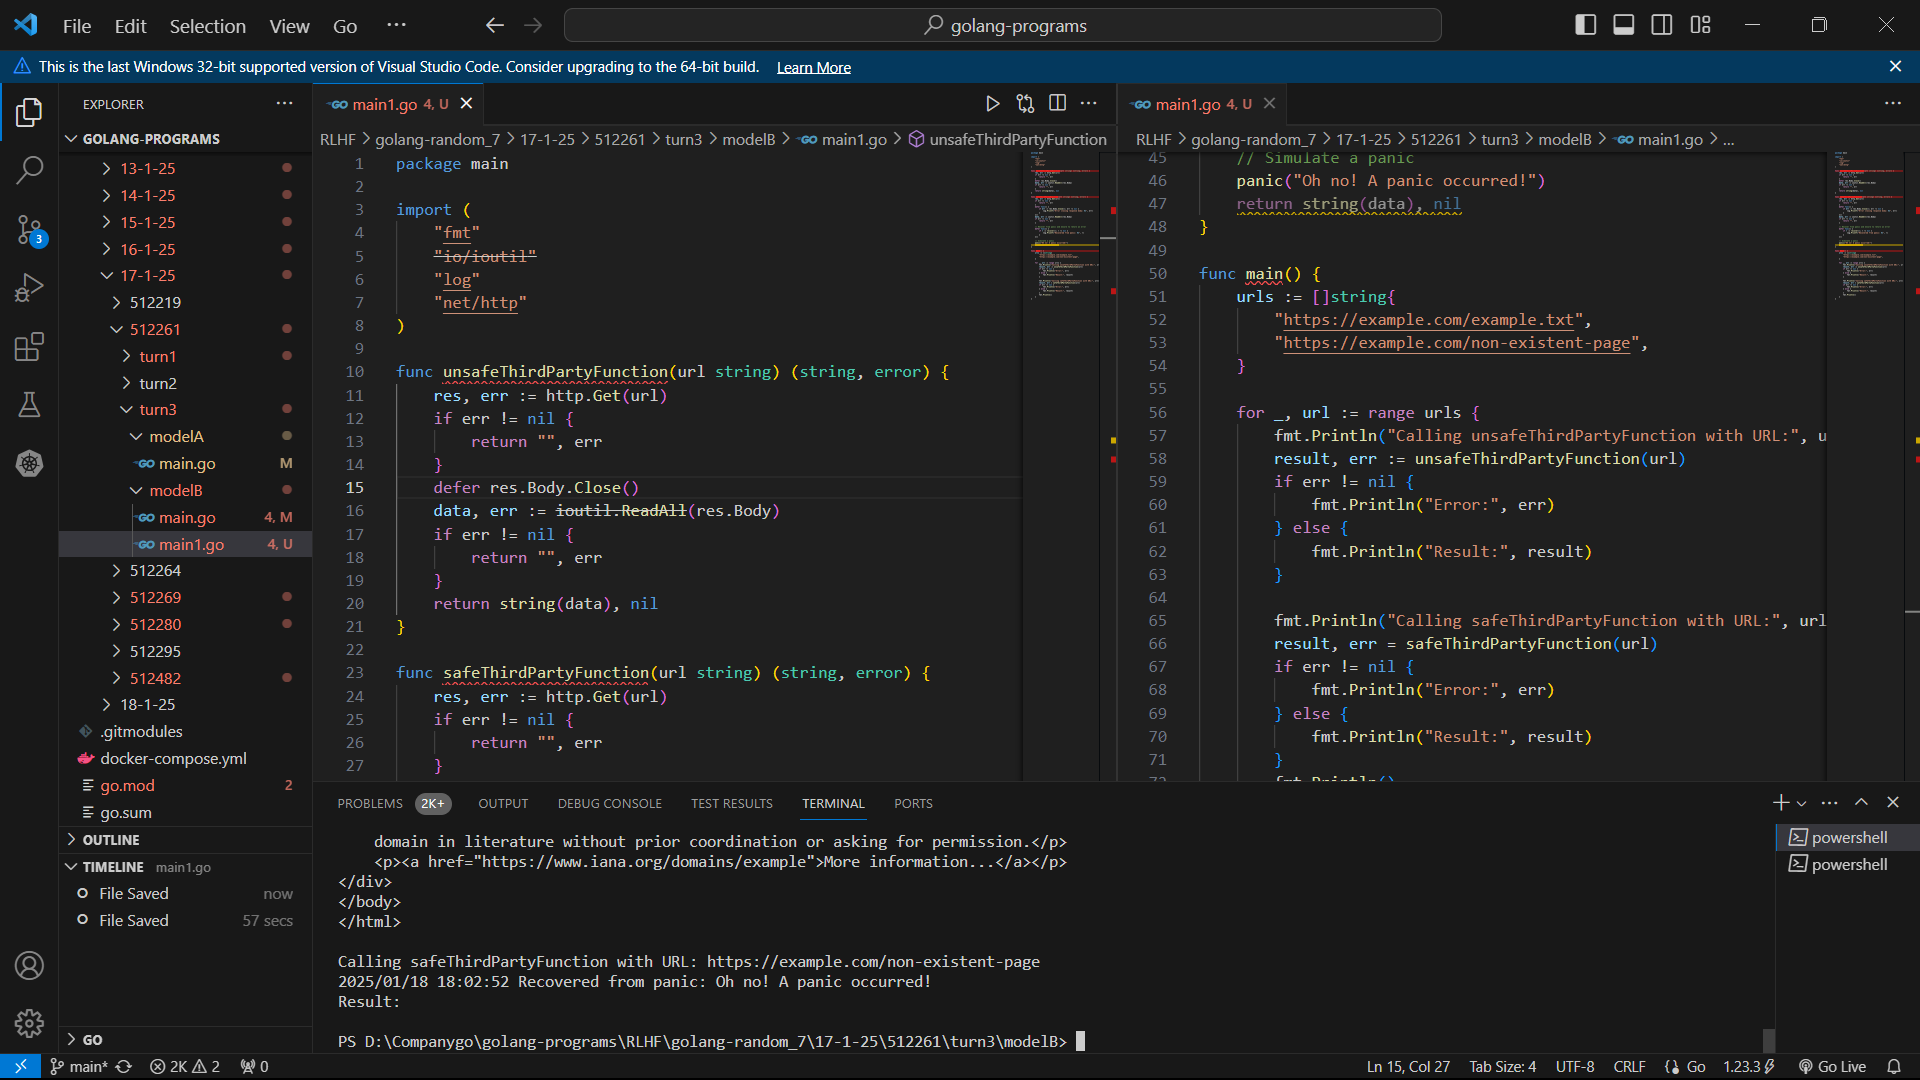 File Edit Selection View Go ··· golang-programs
This is the last Windows 32-bit supported version of Visual Studio Code. Consider upgrading to the 64-bit build. Learn More
EXPLORER
GOLANG-PROGRAMS
13-1-25
14-1-25
15-1-25
16-1-25
17-1-25
512219
512261
turn1
turn2
turn3
modelA
main.go M
modelB
main.go 4, M
main1.go 4, U
512264
512269
512280
512295
512482
18-1-25
.gitmodules
docker-compose.yml
go.mod 2
go.sum
OUTLINE
TIMELINE main1.go
File Saved now
File Saved 57 secs
GO
3
main1.go 4, U
RLHF > golang-random_7 > 17-1-25 > 512261 > turn3 > modelB > main1.go > unsafeThirdPartyFunction
1 package main
2
3 import (
4 "fmt"
5 "io/ioutil"
6 "log"
7 "net/http"
8 )
9
10 func unsafeThirdPartyFunction(url string) (string, error) {
11 res, err := http.Get(url)
12 if err != nil {
13 return "", err
14 }
15 defer res.Body.Close()
16 data, err := ioutil.ReadAll(res.Body)
17 if err != nil {
18 return "", err
19 }
20 return string(data), nil
21 }
22
23 func safeThirdPartyFunction(url string) (string, error) {
24 res, err := http.Get(url)
25 if err != nil {
26 return "", err
27 }
main1.go 4, U
RLHF > golang-random_7 > 17-1-25 > 512261 > turn3 > modelB > main1.go > ...
45 // Simulate a panic
46 panic("Oh no! A panic occurred!")
47 return string(data), nil
48 }
49
50 func main() {
51 urls := []string{
52 "https://example.com/example.txt",
53 "https://example.com/non-existent-page",
54 }
55
56 for _, url := range urls {
57 fmt.Println("Calling unsafeThirdPartyFunction with URL:", u
58 result, err := unsafeThirdPartyFunction(url)
59 if err != nil {
60 fmt.Println("Error:", err)
61 } else {
62 fmt.Println("Result:", result)
63 }
64
65 fmt.Println("Calling safeThirdPartyFunction with URL:", url
66 result, err = safeThirdPartyFunction(url)
67 if err != nil {
68 fmt.Println("Error:", err)
69 } else {
70 fmt.Println("Result:", result)
71 }
72 fmt.Println()
PROBLEMS 2K+ OUTPUT DEBUG CONSOLE TEST RESULTS TERMINAL PORTS
domain in literature without prior coordination or asking for permission.</p>
<p><a href="https://www.iana.org/domains/example">More information...</a></p>
</div>
</body>
</html>
Calling safeThirdPartyFunction with URL: https://example.com/non-existent-page
2025/01/18 18:02:52 Recovered from panic: Oh no! A panic occurred!
Result:
PS D:\Companygo\golang-programs\RLHF\golang-random_7\17-1-25\512261\turn3\modelB>
powershell
powershell
main* 2K 2 0 Ln 15, Col 27 Tab Size: 4 UTF-8 CRLF Go 1.23.3 Go Live